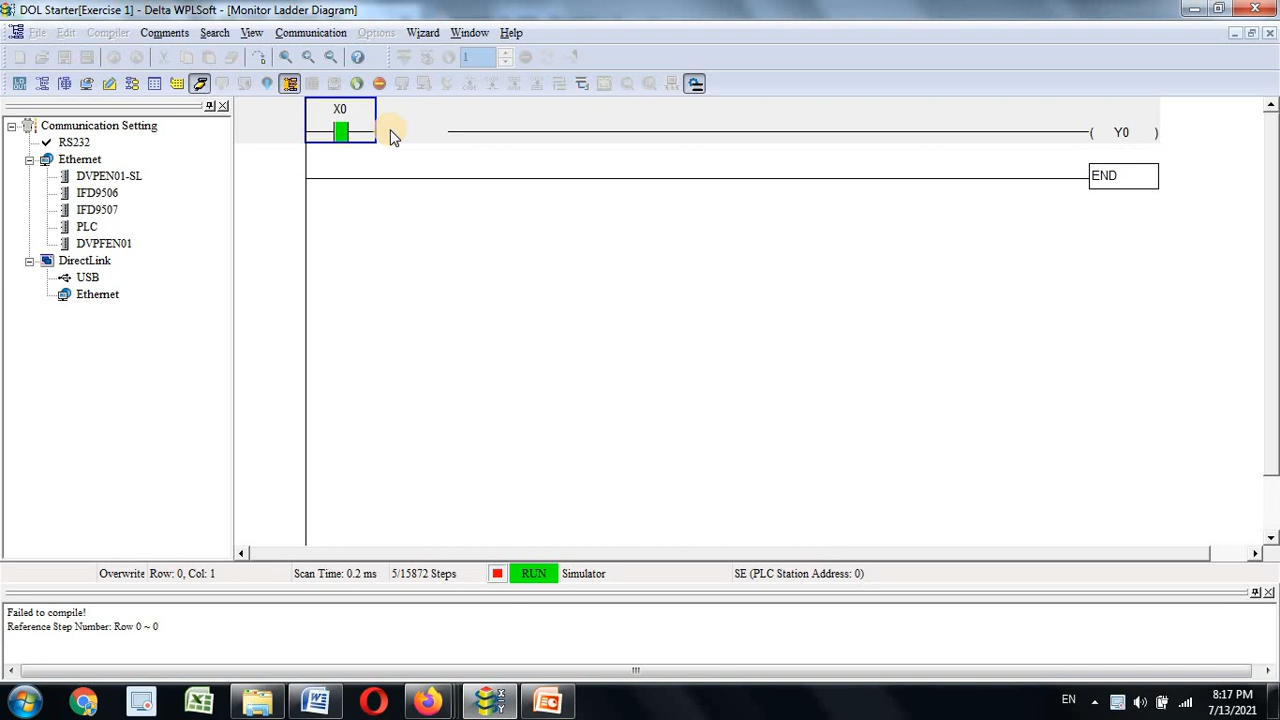 DOL Starter[Exercise 1] - Delta WPLSoft - [Monitor Ladder Diagram]
File Edit Compiler Comments Search View Communication Options Wizard Window Help
1
Communication Setting
RS232
Ethernet
DVPEN01-SL
IFD9506
IFD9507
PLC
DVPFEN01
DirectLink
USB
Ethernet
X0
( Y0 )
END
Overwrite Row: 0, Col: 1 Scan Time: 0.2 ms 5/15872 Steps RUN Simulator SE (PLC Station Address: 0)
Failed to compile!
Reference Step Number: Row 0 ~ 0
EN 8:17 PM
7/13/2021